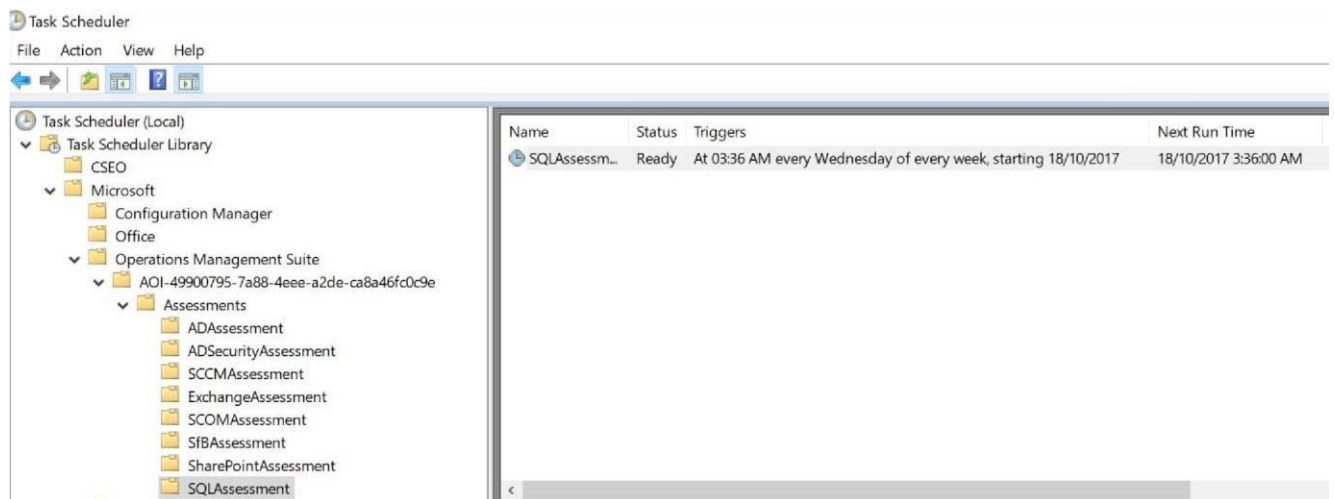 Task Scheduler
File Action View Help
Task Scheduler (Local)
Task Scheduler Library
CSEO
Microsoft
Configuration Manager
Office
Operations Management Suite
AOI-49900795-7a88-4eee-a2de-ca8a46fc0c9e
Assessments
ADAssessment
ADSecurityAssessment
SCCMAssessment
ExchangeAssessment
SCOMAssessment
SfBAssessment
SharePointAssessment
SQLAssessment
Name Status Triggers Next Run Time
SQLAssessm... Ready At 03:36 AM every Wednesday of every week, starting 18/10/2017 18/10/2017 3:36:00 AM